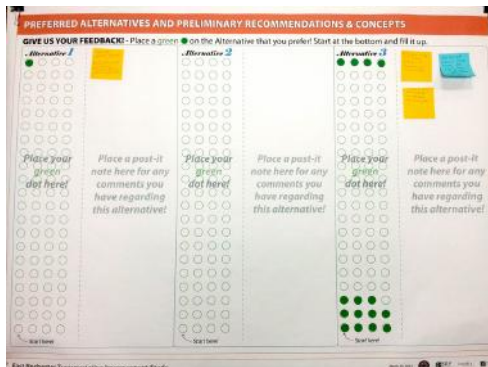 PREFERRED ALTERNATIVES AND PRELIMINARY RECOMMENDATIONS & CONCEPTS
GIVE US YOUR FEEDBACK! - Place a green on the Alternative that you prefer! Start at the bottom and fill it up.
Alternative 1
Place your
green
dot here!
Start here!
Place a post-it
note here for any
comments you
have regarding
this alternative!
Alternative 2
Place your
green
dot here!
Start here!
Place a post-it
note here for any
comments you
have regarding
this alternative!
Alternative 3
Place your
green
dot here!
Start here!
Place a post-it
note here for any
comments you
have regarding
this alternative!